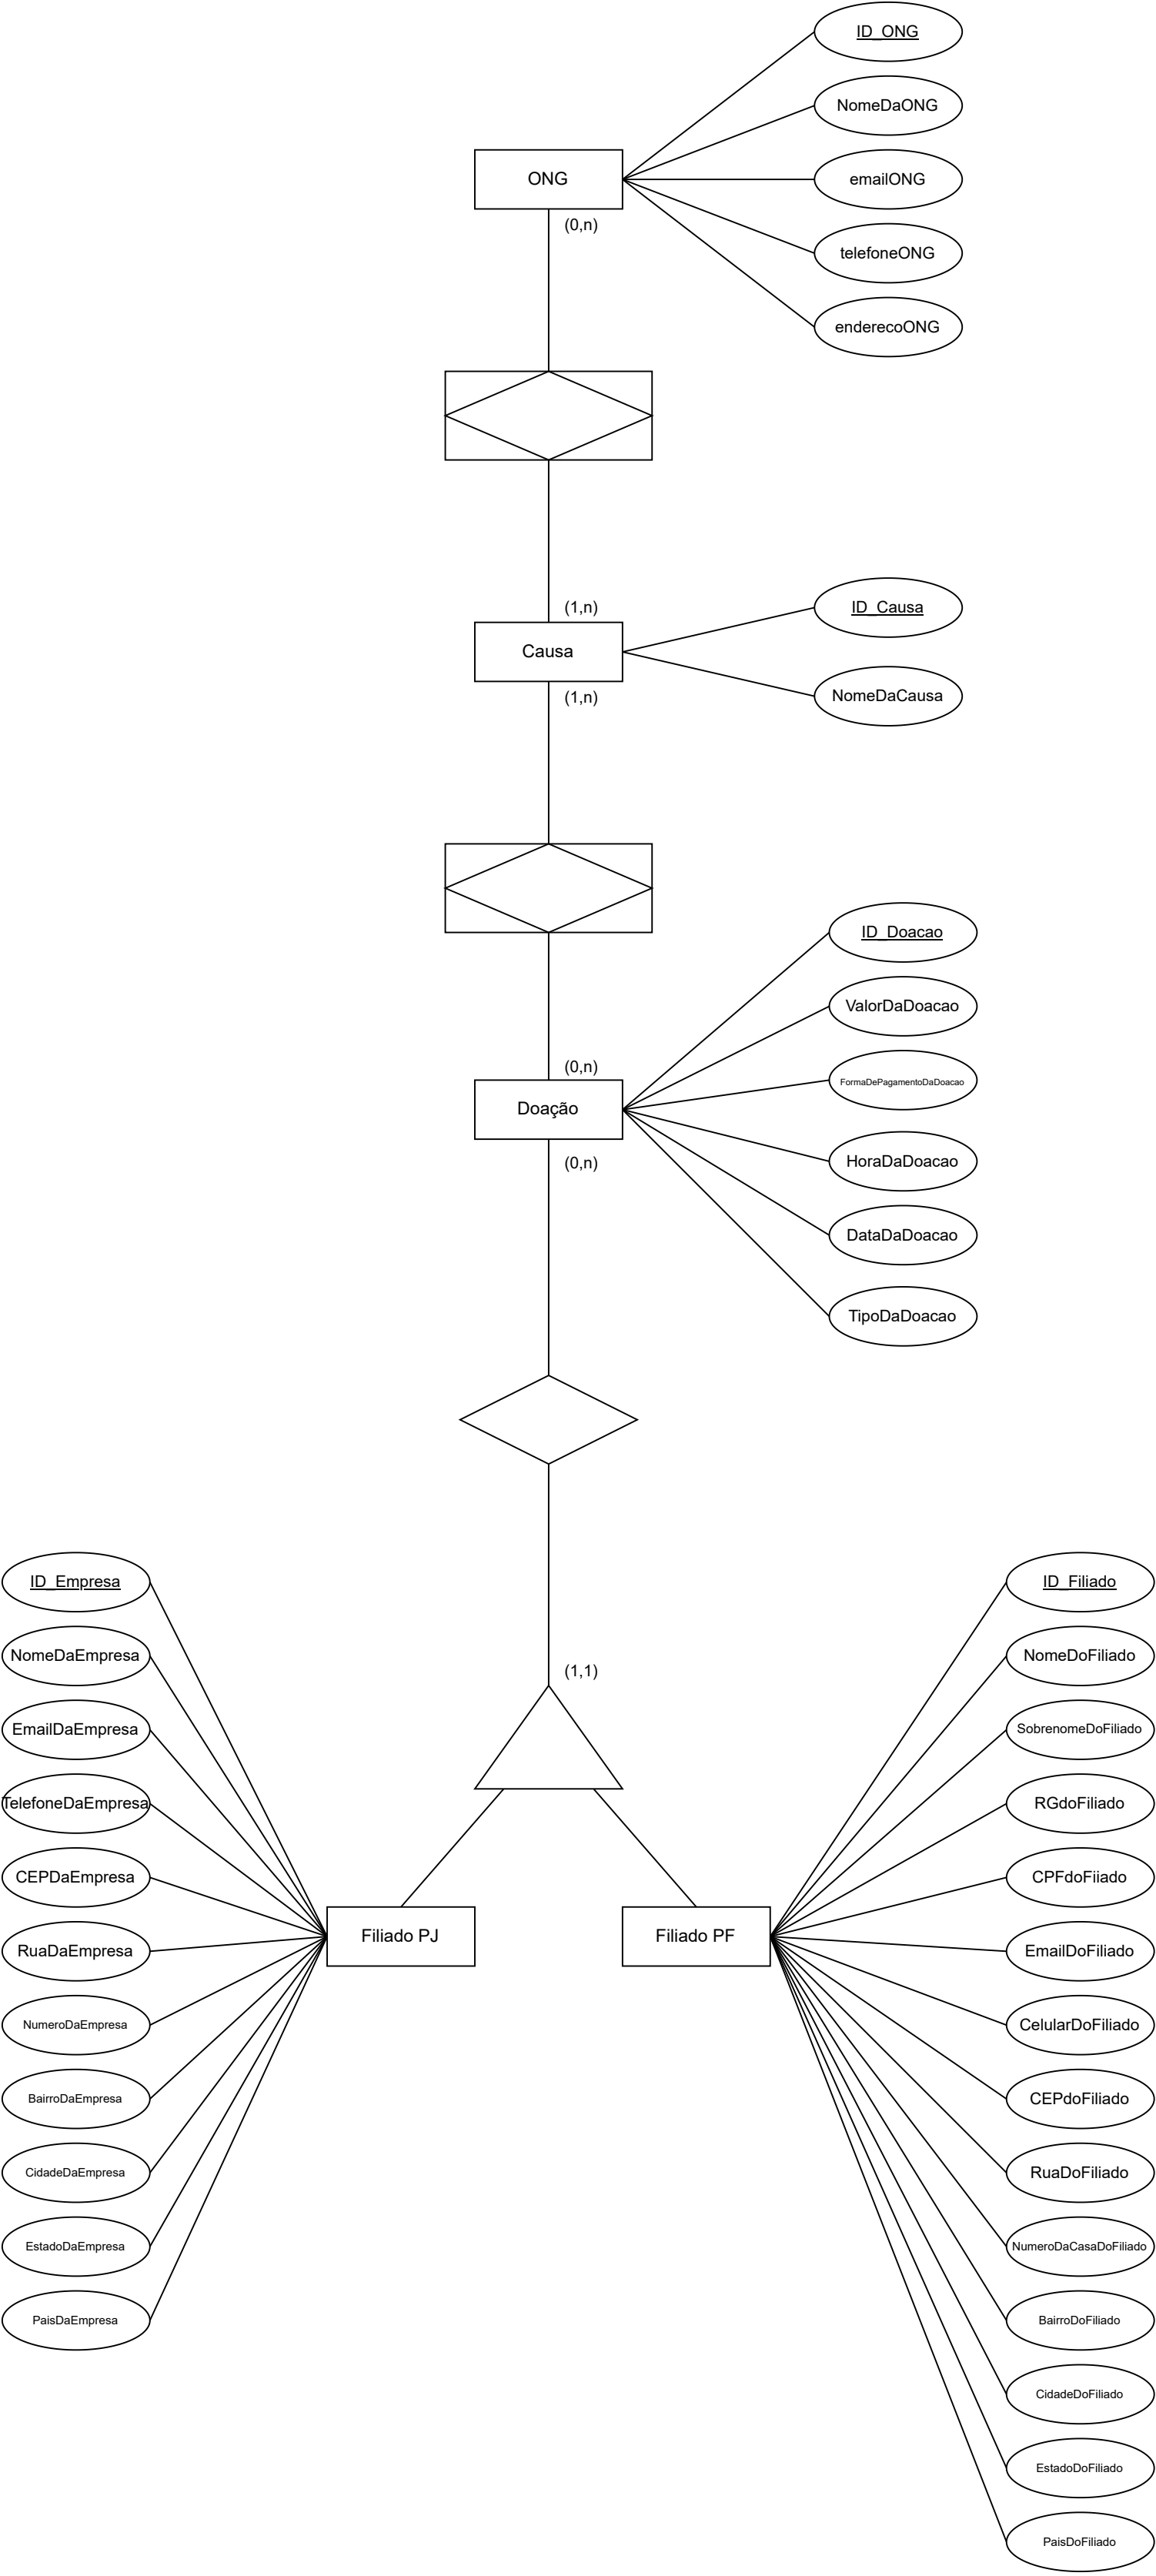 ID_ONG
NomeDaONG
ONG
emailONG
(0,n)
telefoneONG
enderecoONG
(1,n)
ID_Causa
Causa
(1,n)
NomeDaCausa
ID_Doacao
ValorDaDoacao
(0,n)
FormaDePagamentoDaDoacao
Doação
(0,n)
HoraDaDoacao
DataDaDoacao
TipoDaDoacao
(1,1)
ID_Empresa
NomeDaEmpresa
EmailDaEmpresa
TelefoneDaEmpresa
CEPDaEmpresa
RuaDaEmpresa
NumeroDaEmpresa
BairroDaEmpresa
CidadeDaEmpresa
EstadoDaEmpresa
PaisDaEmpresa
Filiado PJ
Filiado PF
ID_Filiado
NomeDoFiliado
SobrenomeDoFiliado
RGdoFiliado
CPFdoFiiado
EmailDoFiliado
CelularDoFiliado
CEPdoFiliado
RuaDoFiliado
NumeroDaCasaDoFiliado
BairroDoFiliado
CidadeDoFiliado
EstadoDoFiliado
PaisDoFiliado